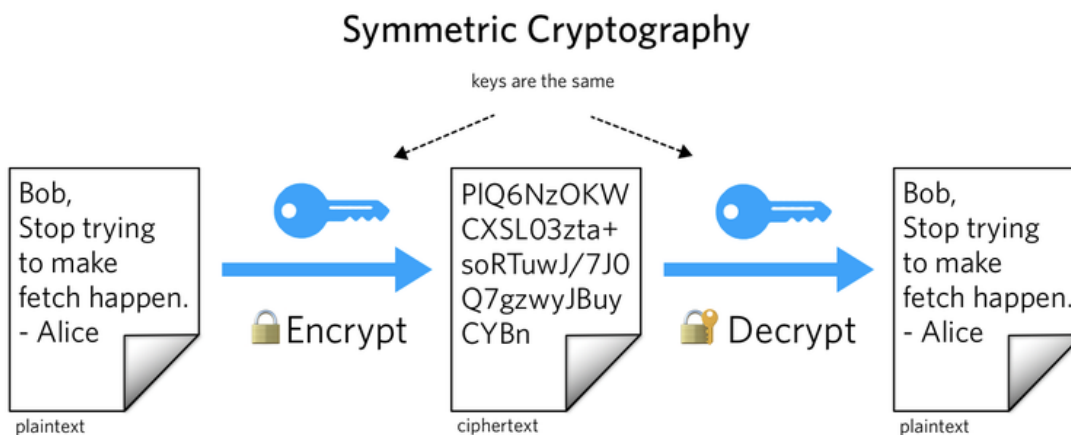 Symmetric Cryptography
keys are the same
Bob,
Stop trying
to make
fetch happen.
- Alice
plaintext
Encrypt
PlQ6NzOKW
CXSL03zta+
soRTuwJ/7J0
Q7gzwyJBuy
CYBn
ciphertext
Decrypt
Bob,
Stop trying
to make
fetch happen.
- Alice
plaintext